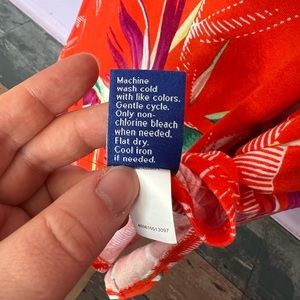 Machine
wash cold
with like colors.
Gentle cycle.
Only non-
chlorine bleach
when needed.
Flat dry.
Cool iron
if needed.